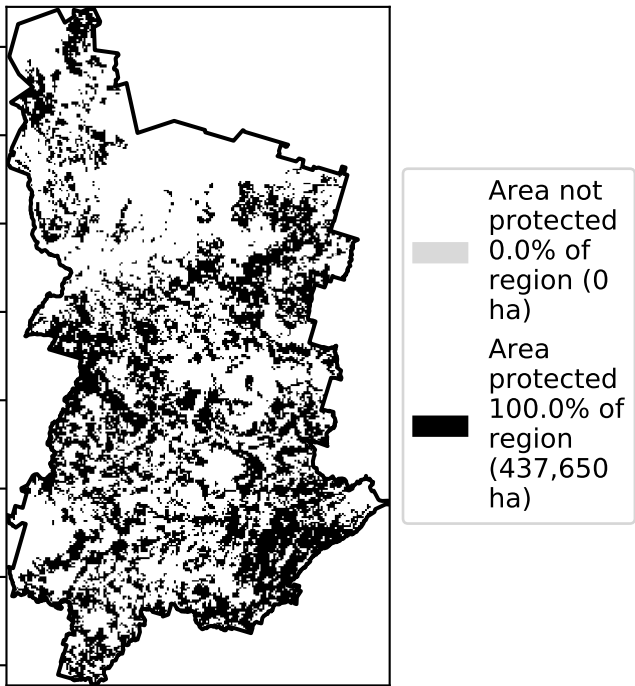 Area not
protected
0.0% of
region (0
ha)
Area
protected
100.0% of
region
(437,650
ha)